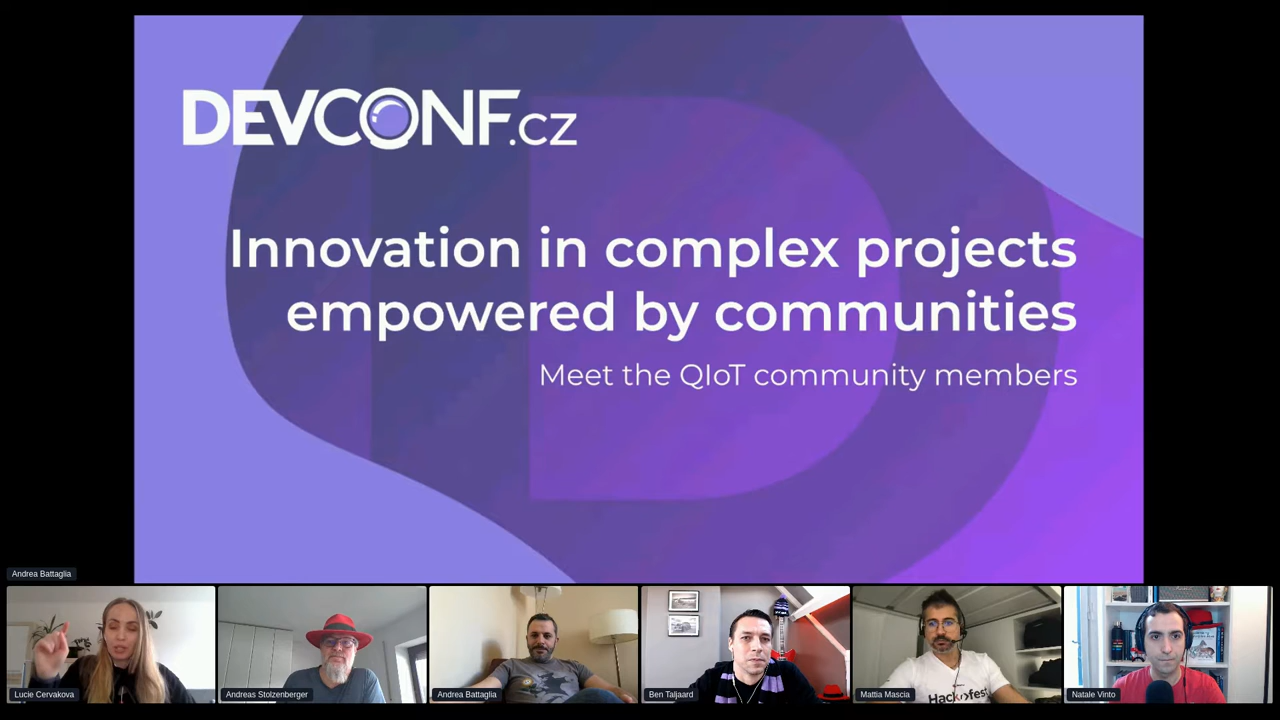 DEVCONF.cz
Innovation in complex projects
empowered by communities
Meet the QIoT community members
Andrea Battaglia
Lucie Cervakova
Andreas Stolzenberger
Andrea Battaglia
Ben Taljaard
Mattia Mascia
Natale Vinto